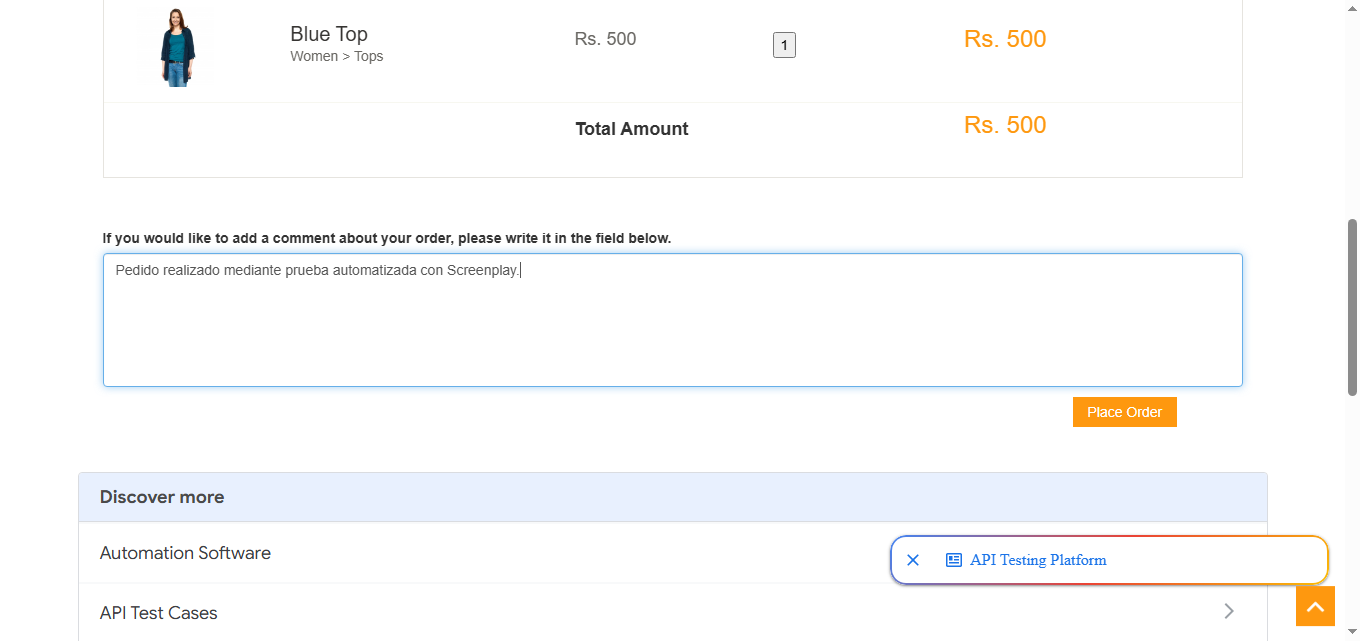 Blue Top
Women > Tops
Rs. 500
1
Rs. 500
Total Amount
Rs. 500
If you would like to add a comment about your order, please write it in the field below.
Pedido realizado mediante prueba automatizada con Screenplay.
Place Order
Discover more
Automation Software
API Testing Platform
API Test Cases